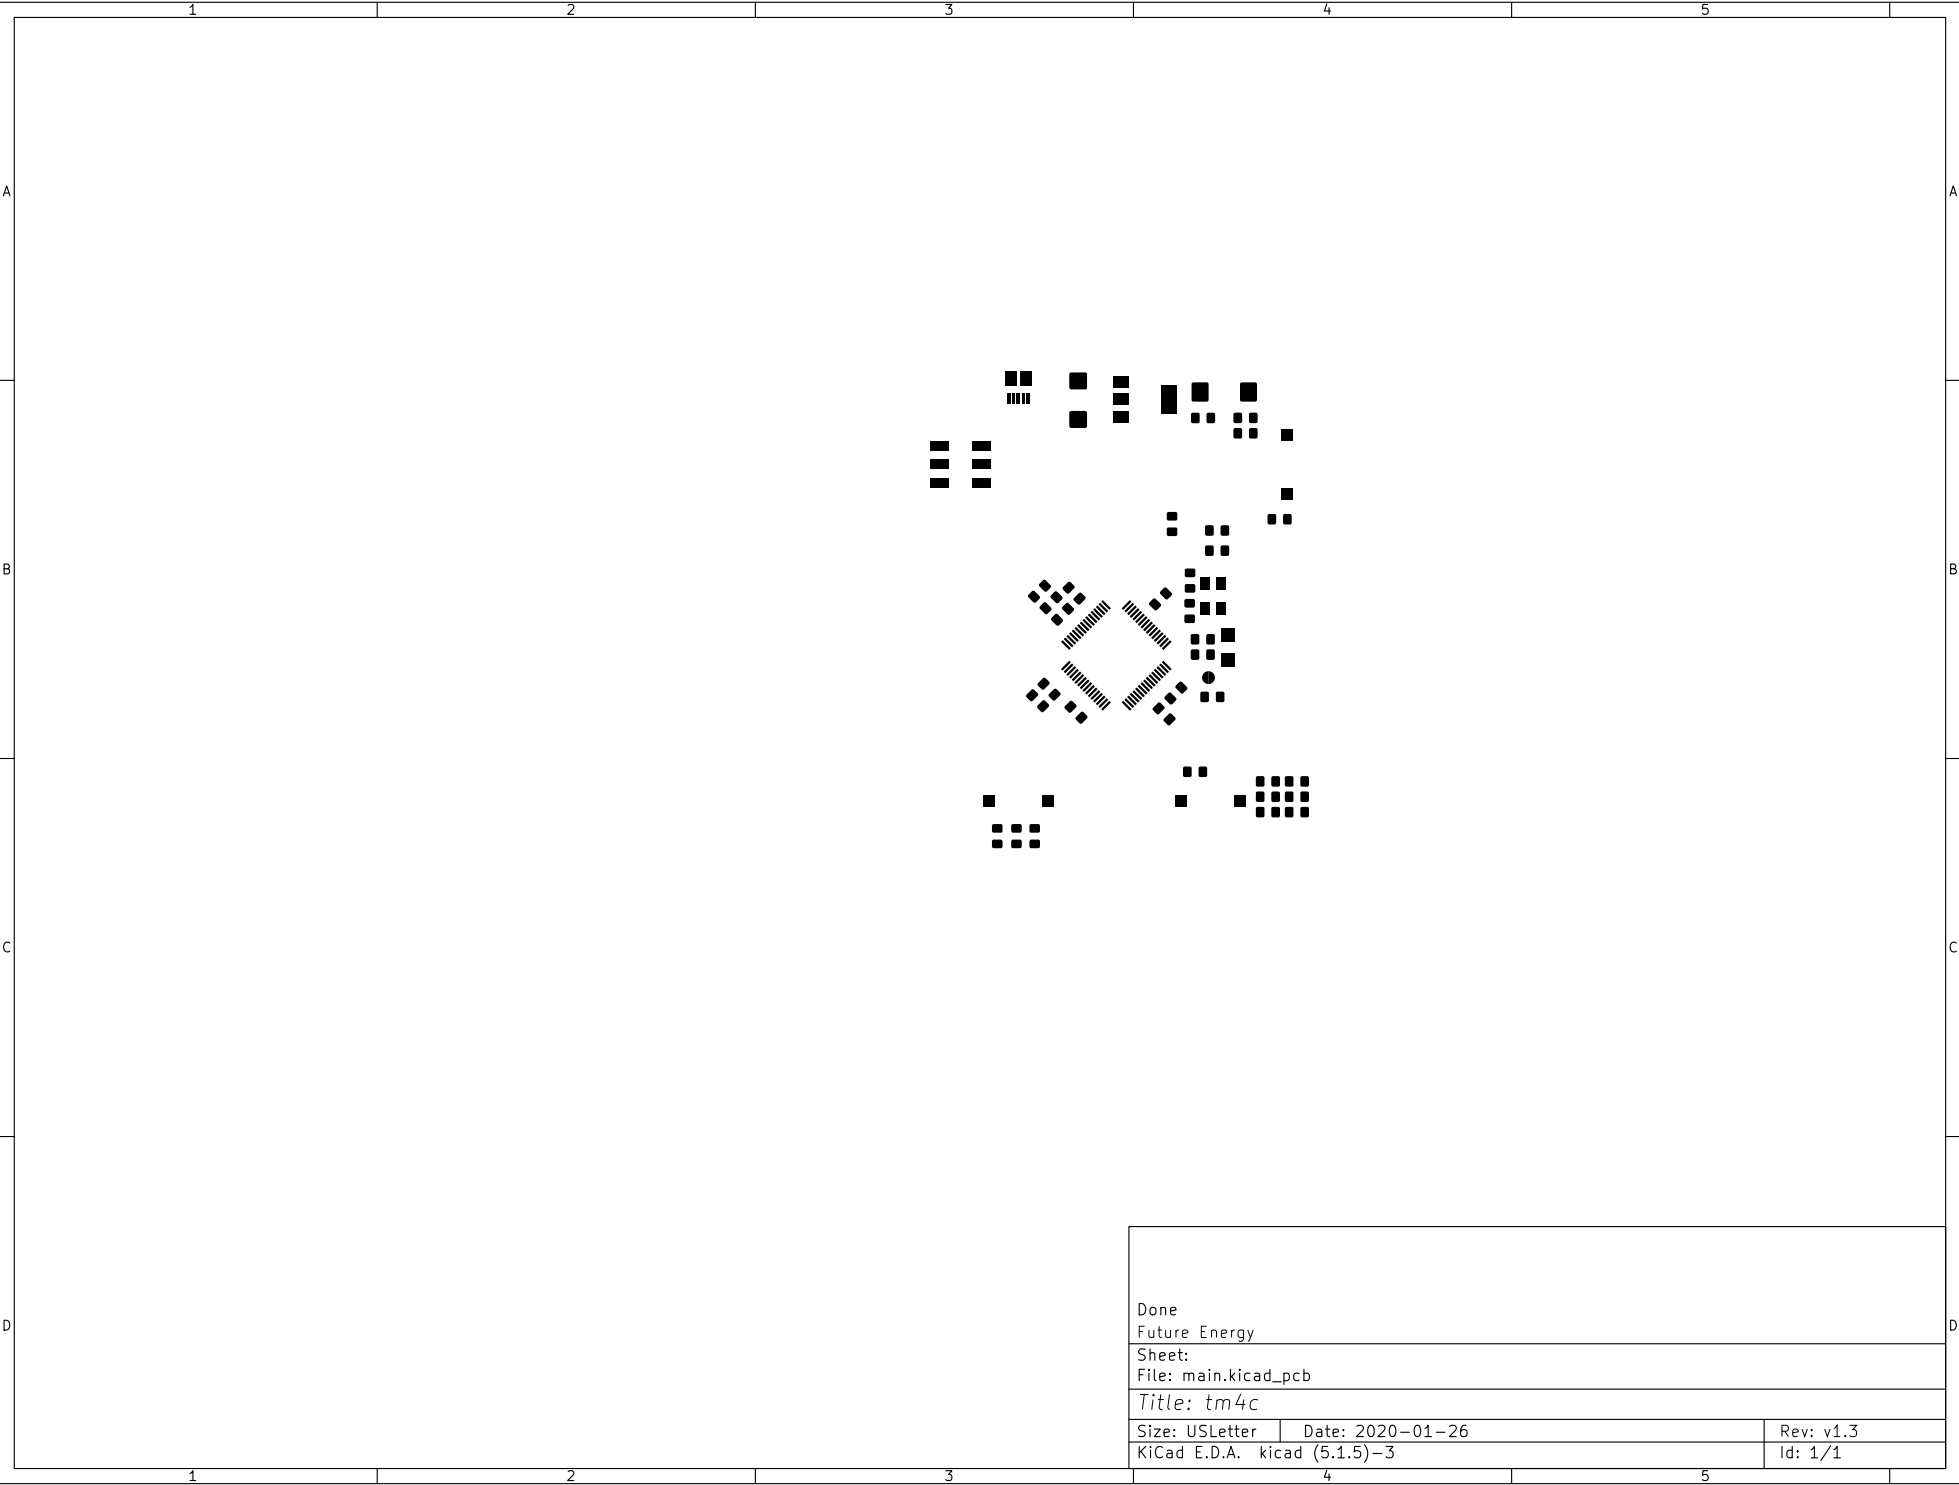 1 2 3 4 5
A A
B B
C C
D D
Done
Future Energy
Sheet:
File: main.kicad_pcb
Title: tm4c
Size: USLetter Date: 2020-01-26 Rev: v1.3
KiCad E.D.A. kicad (5.1.5)-3 Id: 1/1
1 2 3 4 5